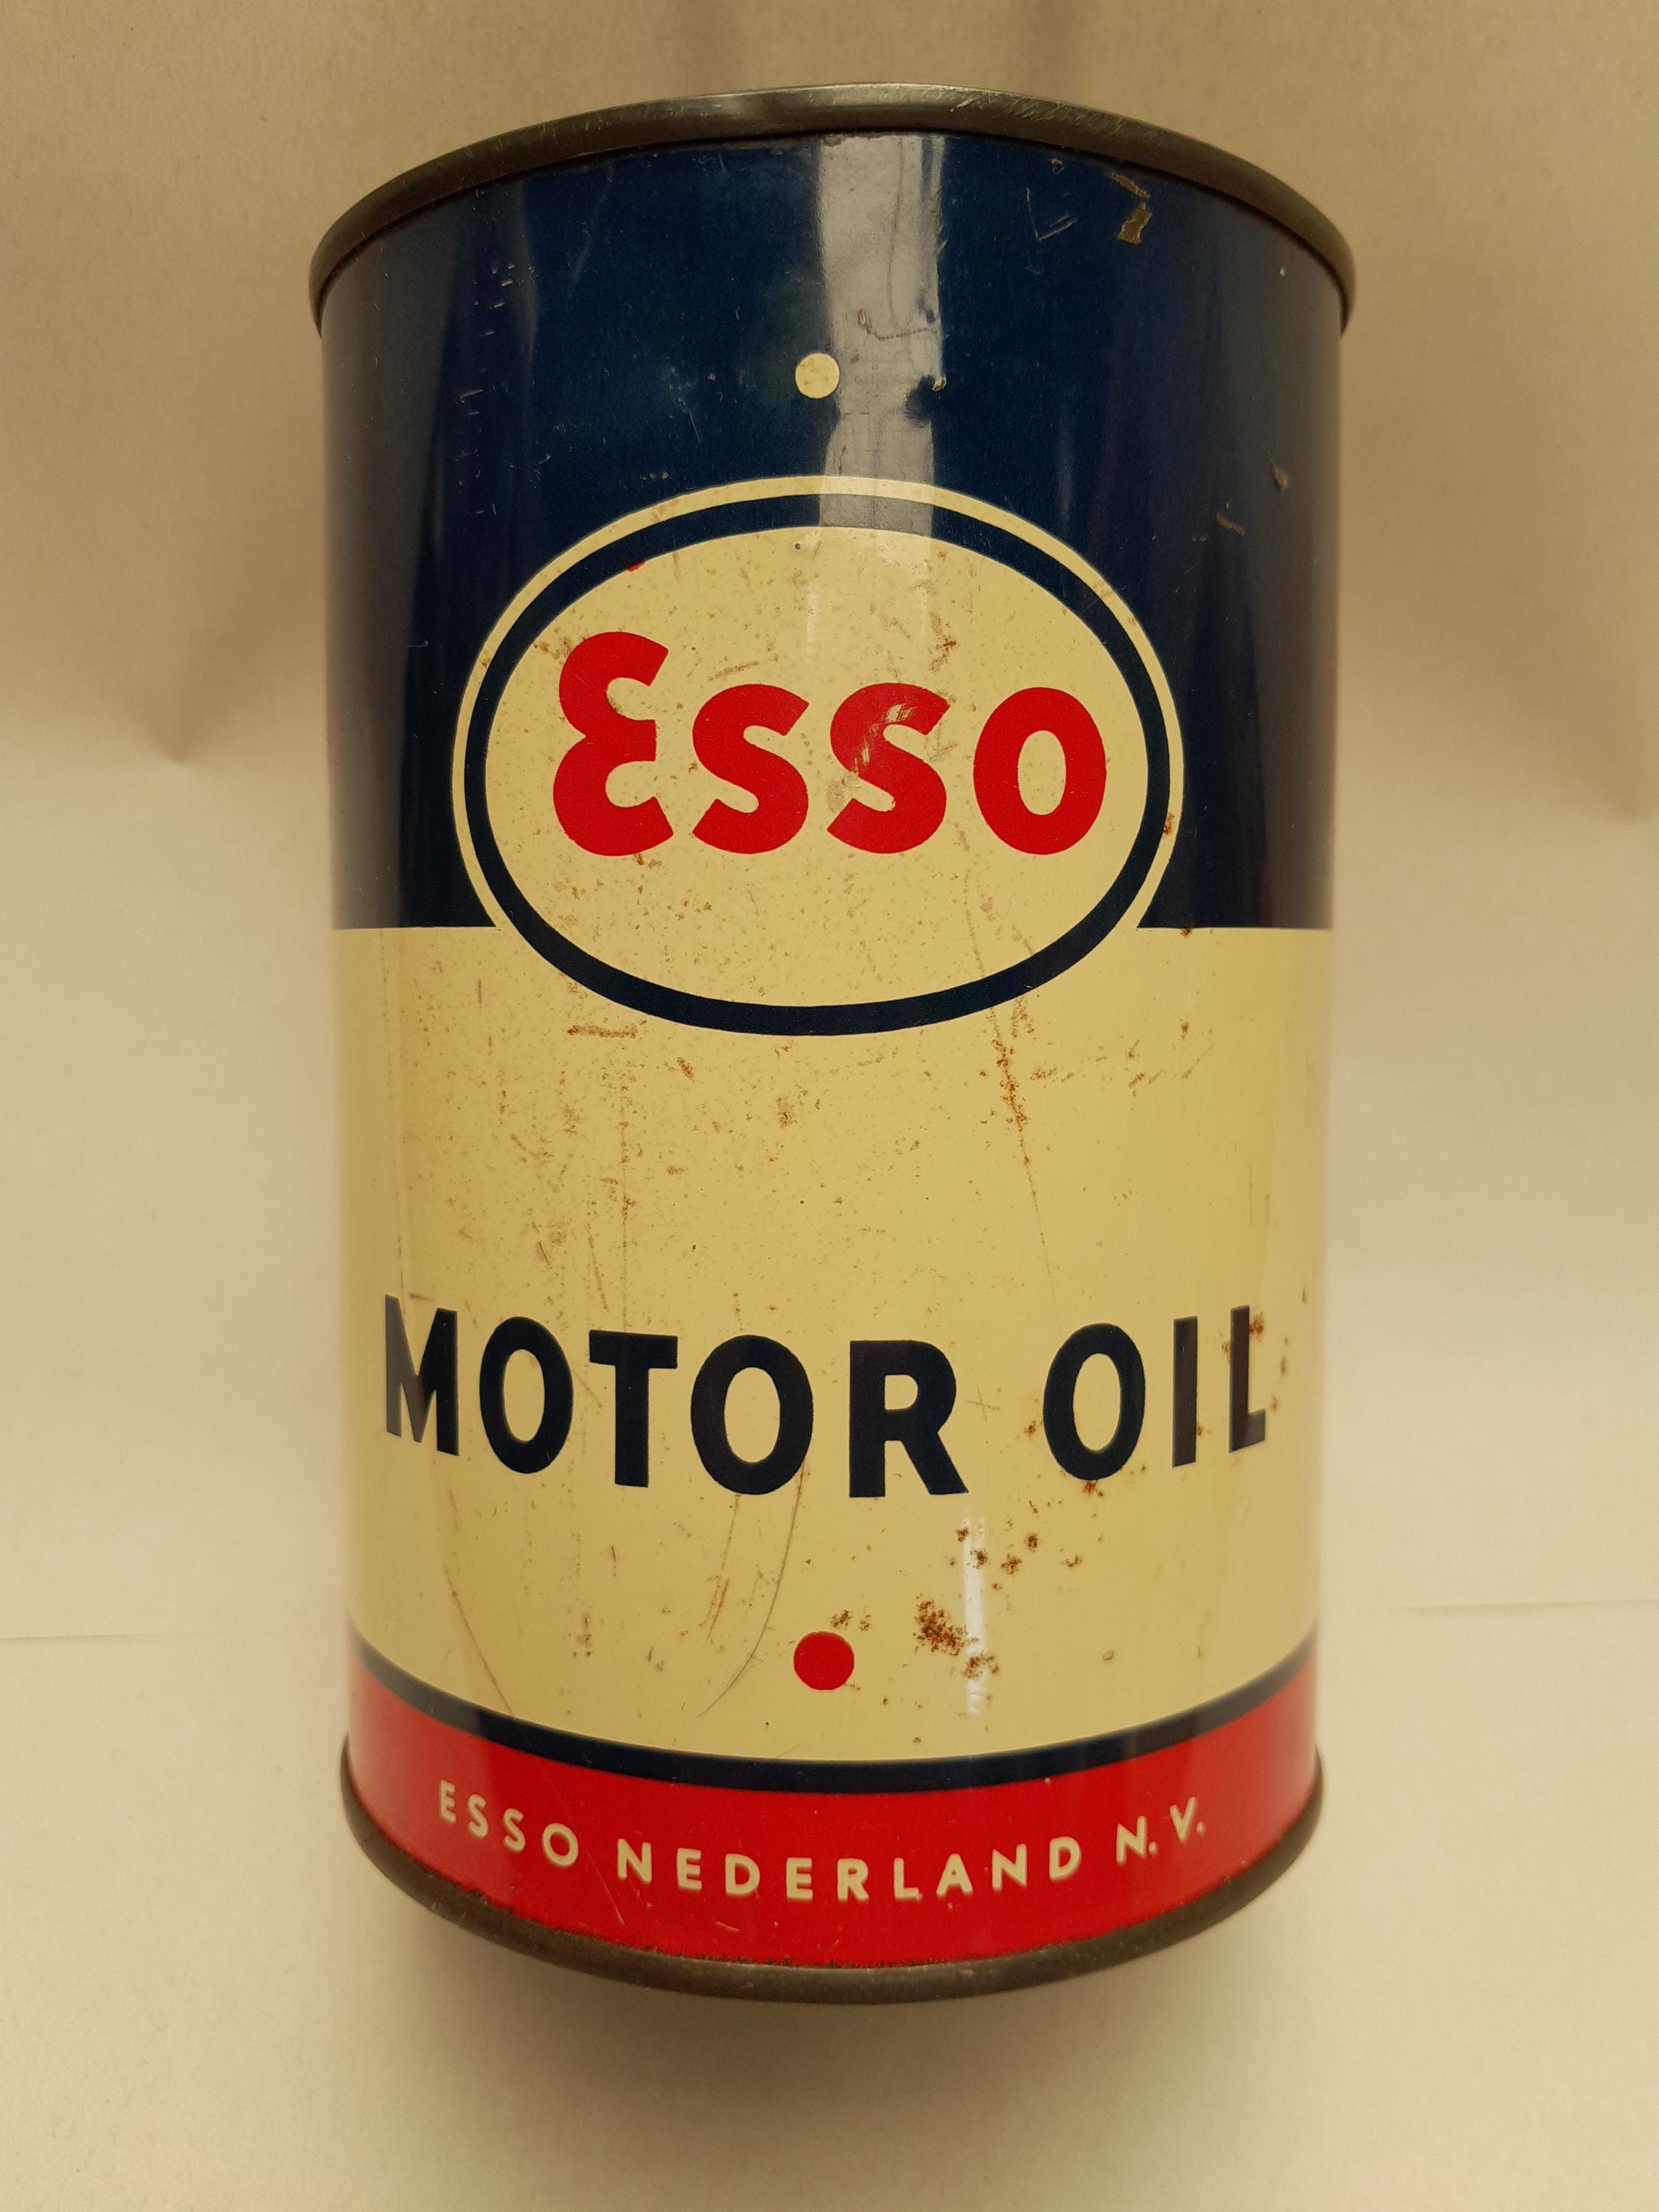 Esso
MOTOR OIL
ESSO NEDERLAND N.V.